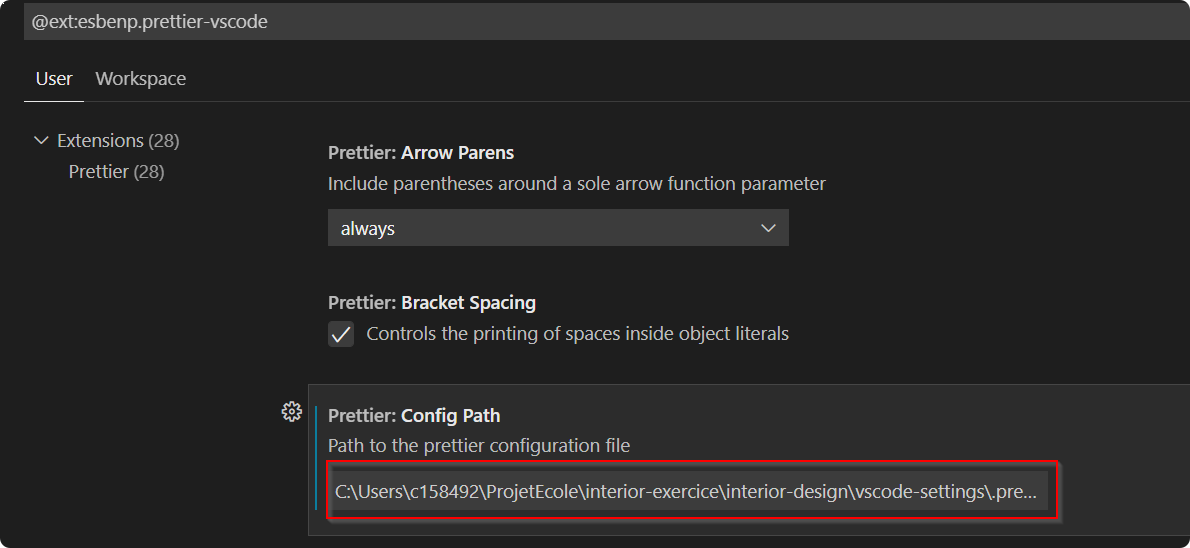 @ext:esbenp.prettier-vscode
User Workspace
Extensions (28)
Prettier (28)
Prettier: Arrow Parens
Include parentheses around a sole arrow function parameter
always
Prettier: Bracket Spacing
Controls the printing of spaces inside object literals
Prettier: Config Path
Path to the prettier configuration file
C:\Users\c158492\ProjetEcole\interior-exercice\interior-design\vscode-settings\.pre...